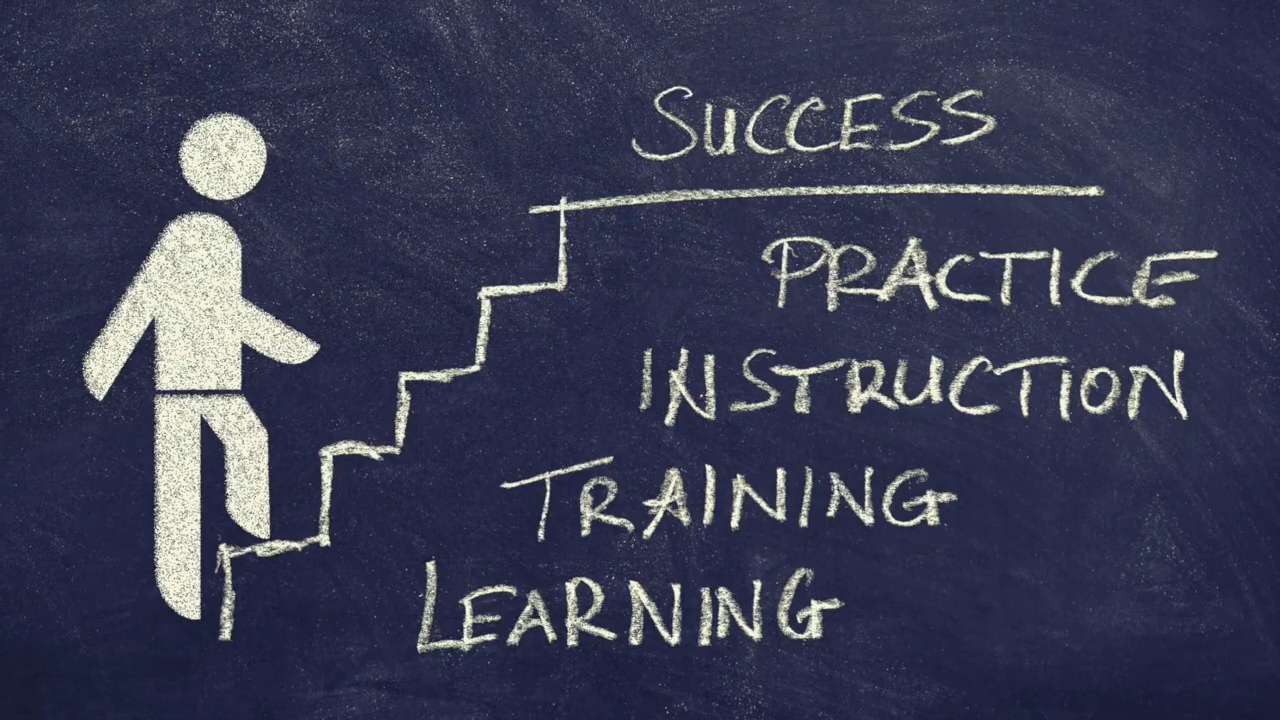 SUCCESS
PRACTICE
INSTRUCTION
TRAINING
LEARNING